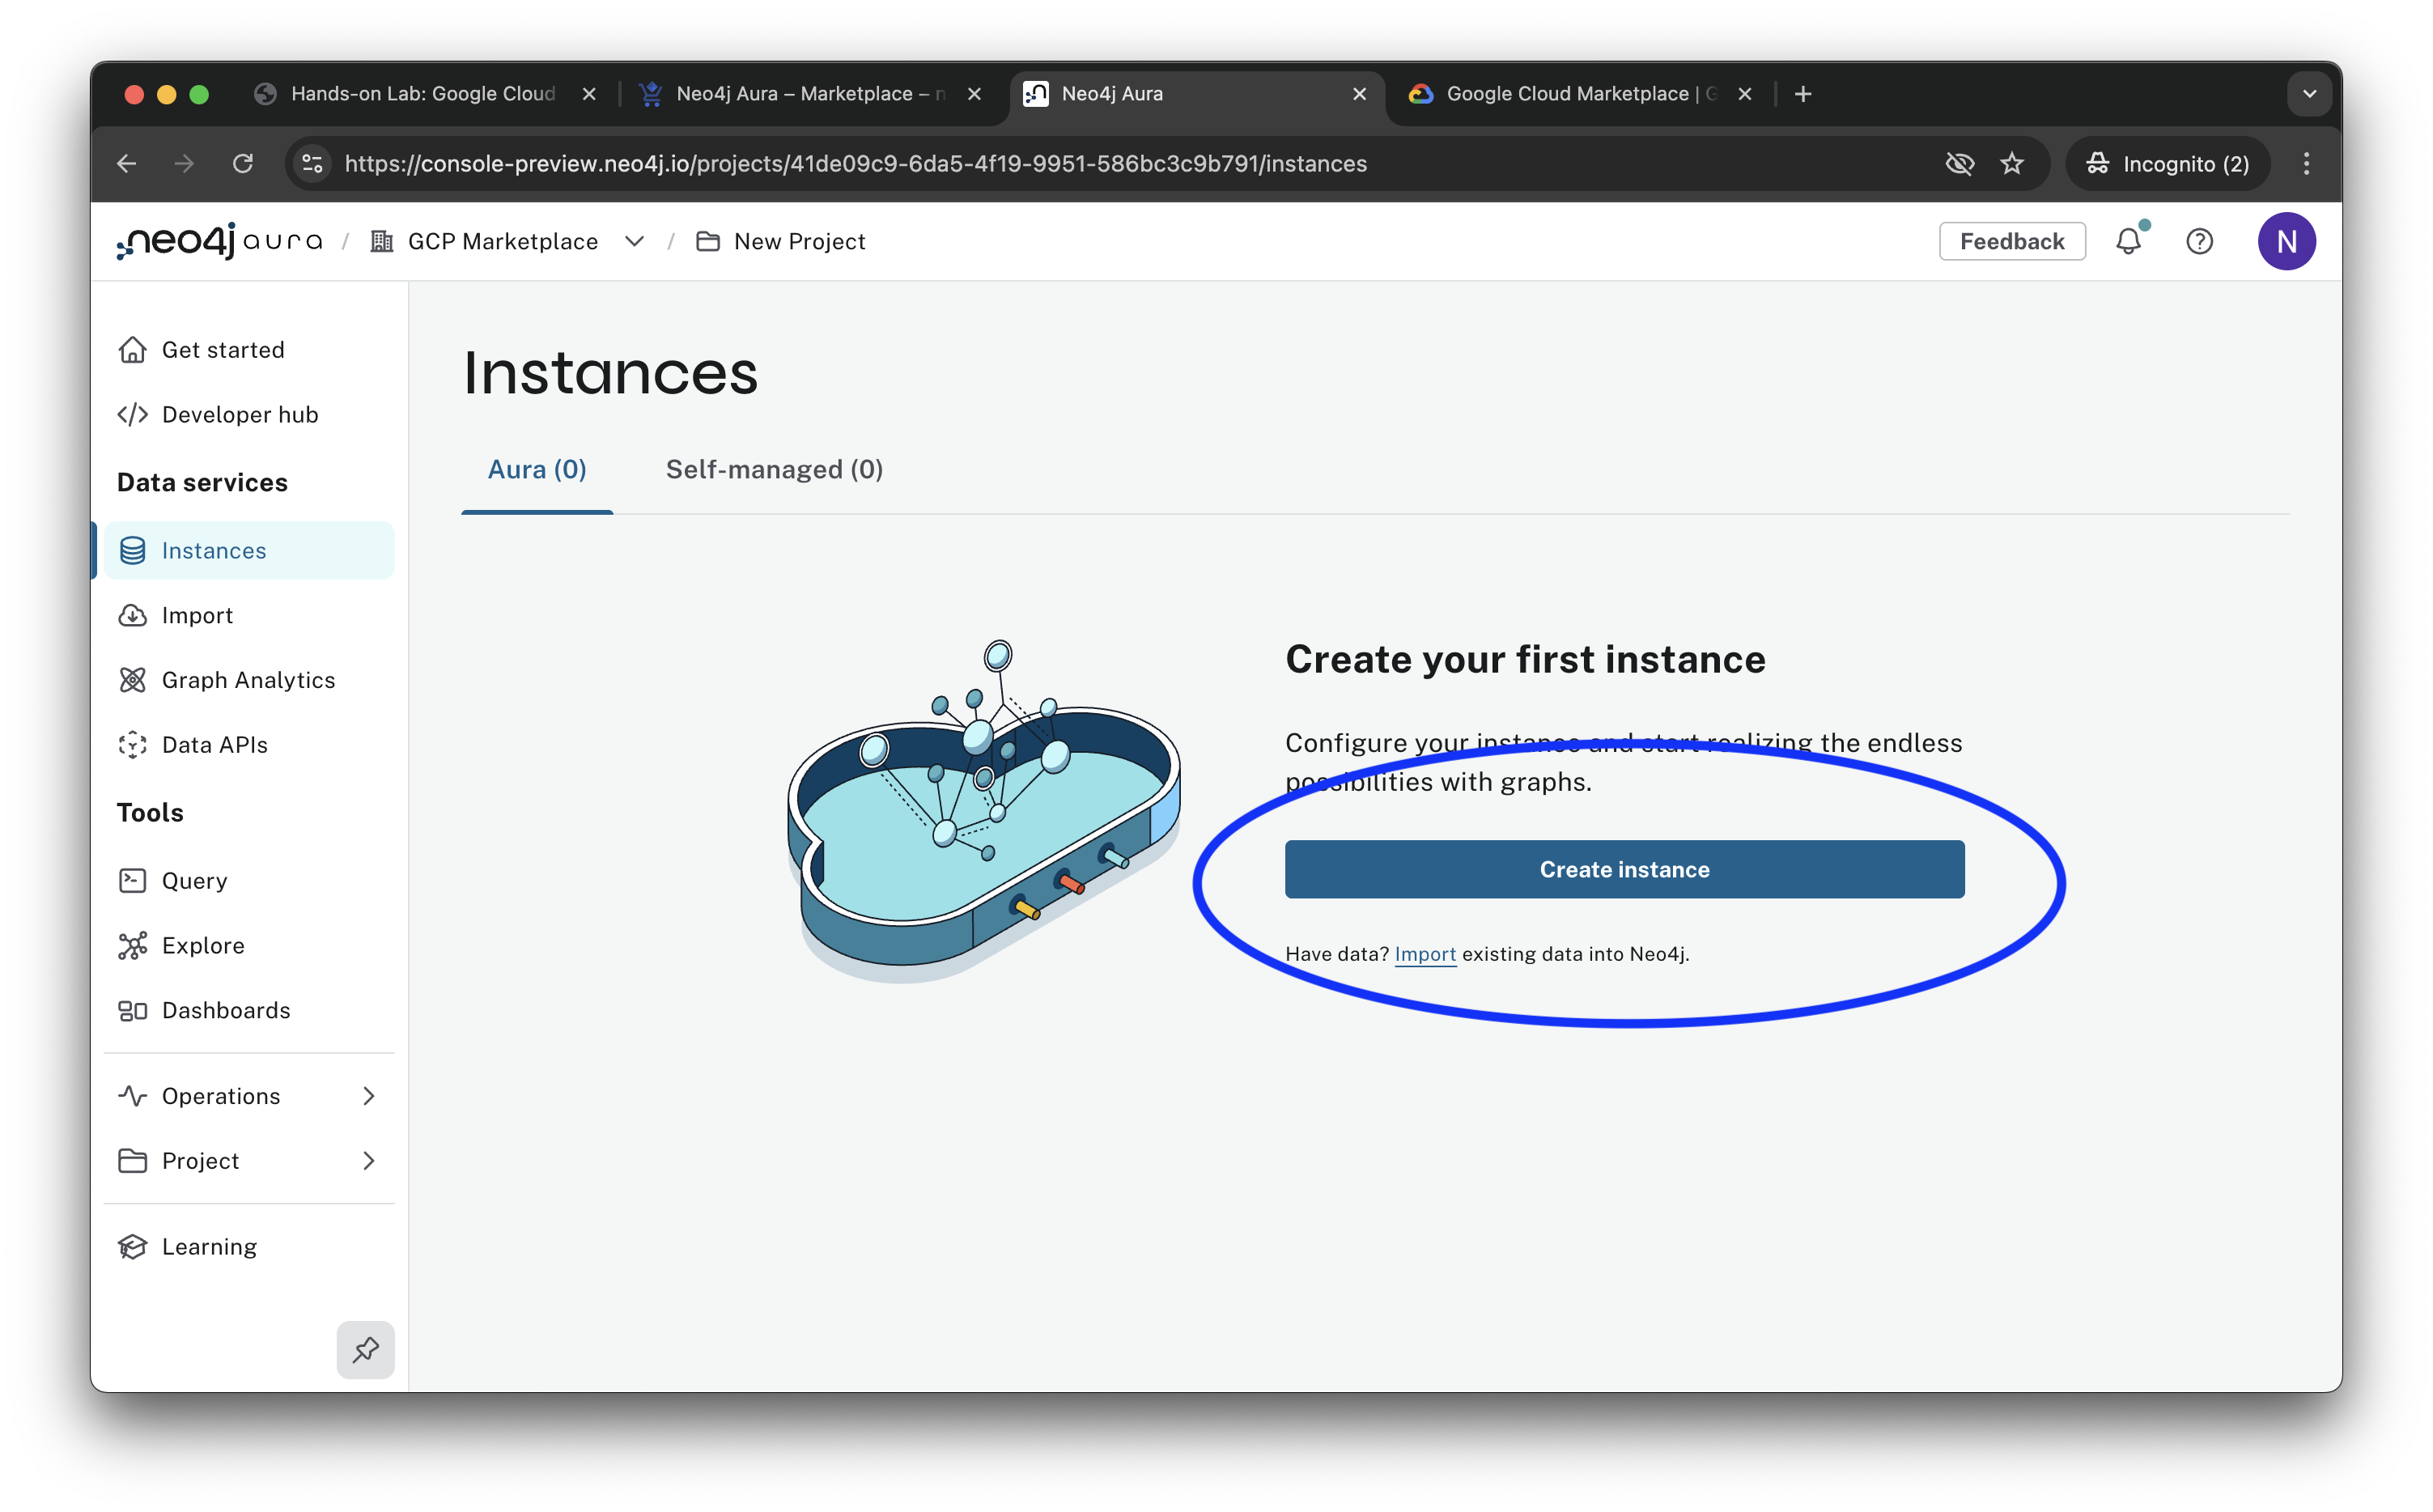 Hands-on Lab: Google Cloud
Neo4j Aura – Marketplace –
Neo4j Aura
Google Cloud Marketplace |
https://console-preview.neo4j.io/projects/41de09c9-6da5-4f19-9951-586bc3c9b791/instances
Incognito (2)
neo4j aura / GCP Marketplace / New Project
Feedback
N
Get started
Developer hub
Data services
Instances
Import
Graph Analytics
Data APIs
Tools
Query
Explore
Dashboards
Operations
Project
Learning
Instances
Aura (0)
Self-managed (0)
Create your first instance
Configure your instance and start realizing the endless
possibilities with graphs.
Create instance
Have data? Import existing data into Neo4j.